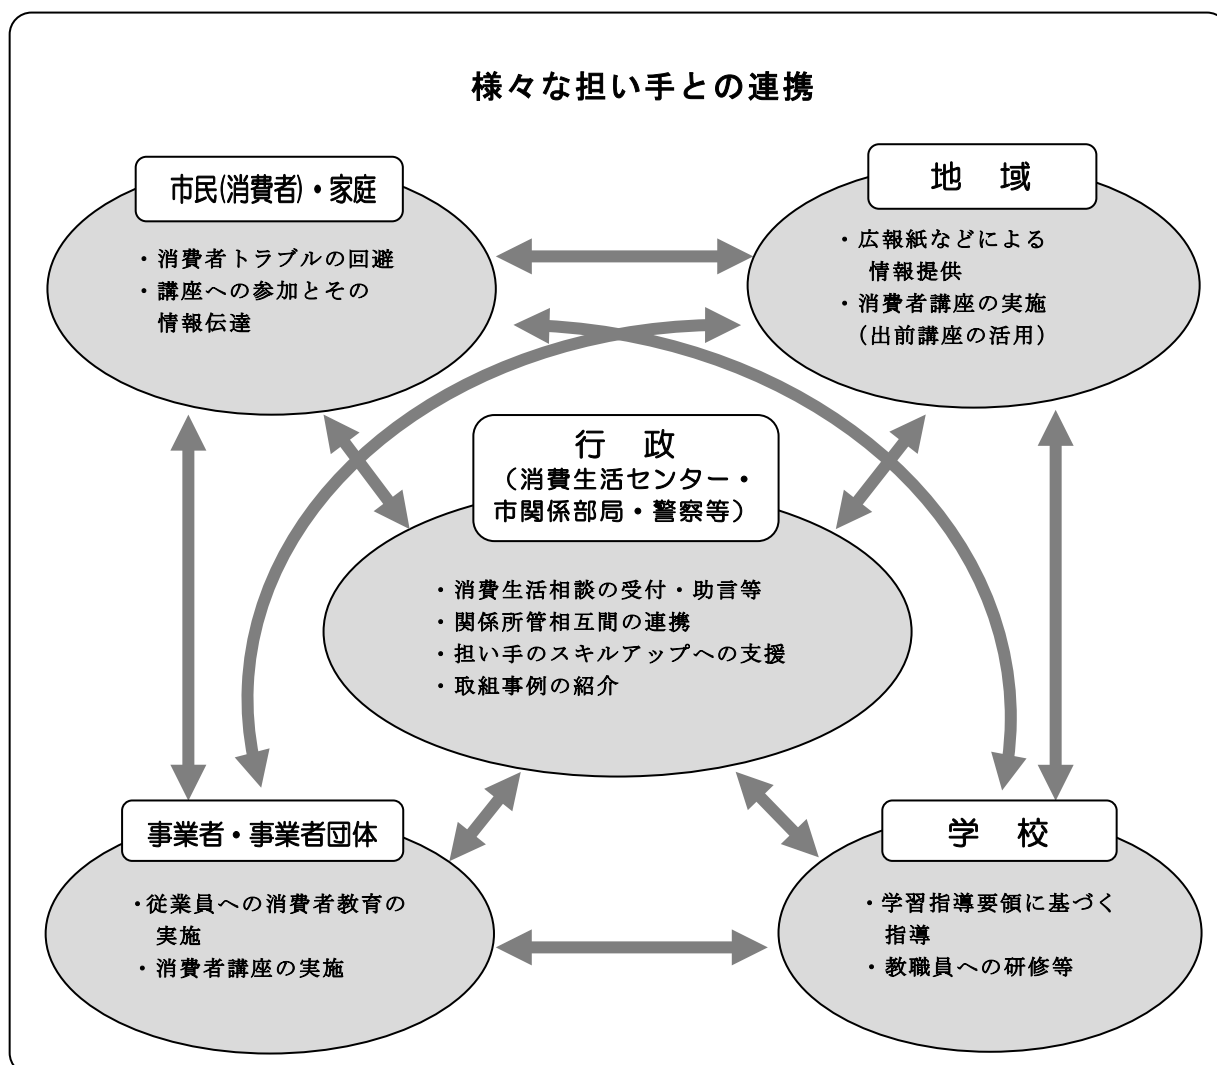 様々な担い手との連携
市民(消費者)・家庭
・消費者トラブルの回避
・講座への参加とその
情報伝達
地 域
・広報紙などによる
情報提供
・消費者講座の実施
(出前講座の活用)
行 政
(消費生活センター・
市関係部局・警察等)
・消費生活相談の受付・助言等
・関係所管相互間の連携
・担い手のスキルアップへの支援
・取組事例の紹介
事業者・事業者団体
・従業員への消費者教育の
実施
・消費者講座の実施
学 校
・学習指導要領に基づく
指導
・教職員への研修等